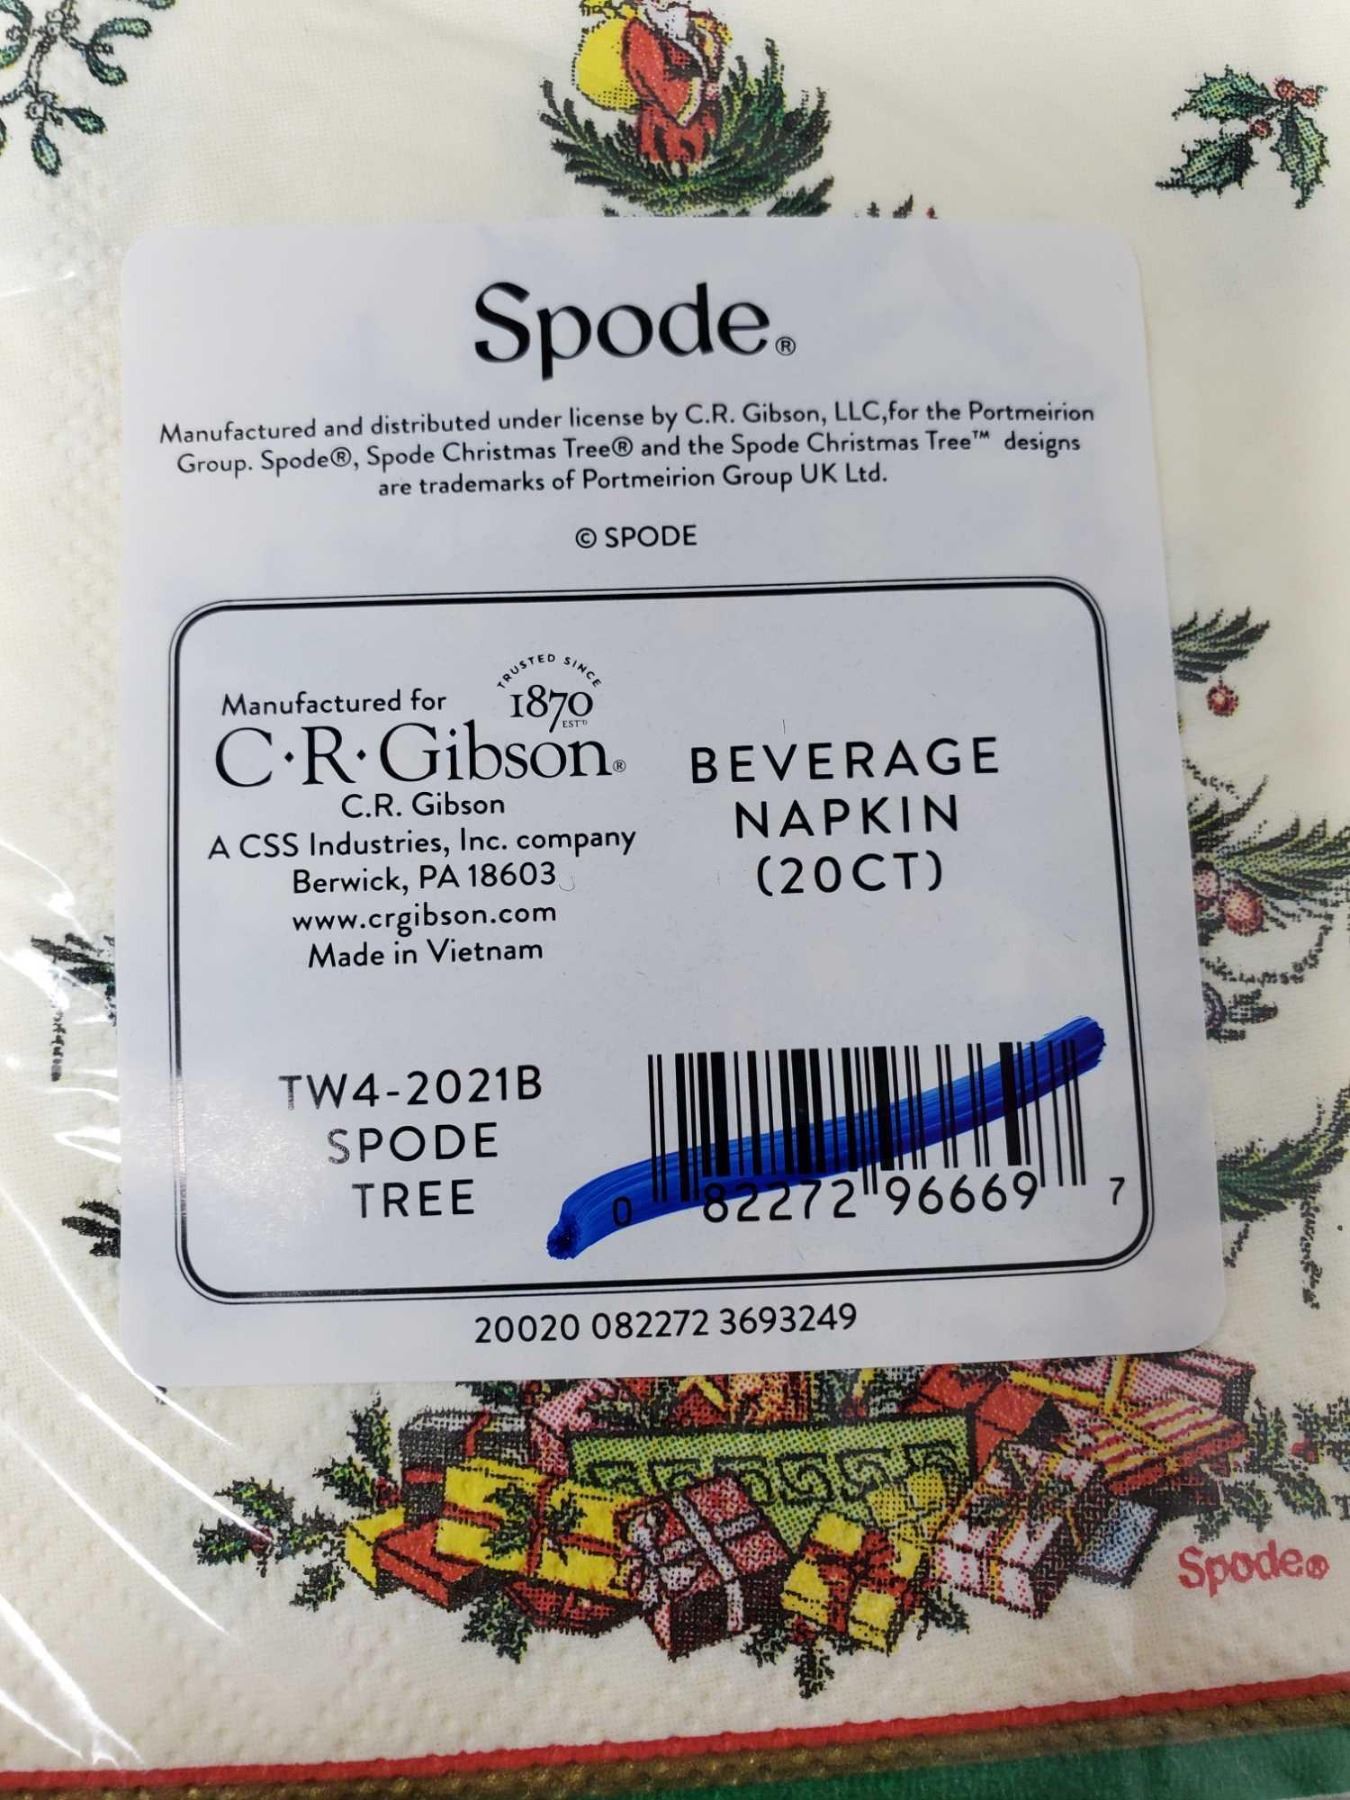 Spode®
Manufactured and distributed under license by C.R. Gibson, LLC,for the Portmeirion
Group. Spode®, Spode Christmas Tree® and the Spode Christmas Tree™ designs
are trademarks of Portmeirion Group UK Ltd.
© SPODE
TRUSTED SINCE
1870
ESTD
Manufactured for
C·R·Gibson®
C.R. Gibson
A CSS Industries, Inc. company
Berwick, PA 18603
www.crgibson.com
Made in Vietnam
BEVERAGE
NAPKIN
(20CT)
TW4-2021B
SPODE
TREE
0 82272 96669 7
20020 082272 3693249
Spode®